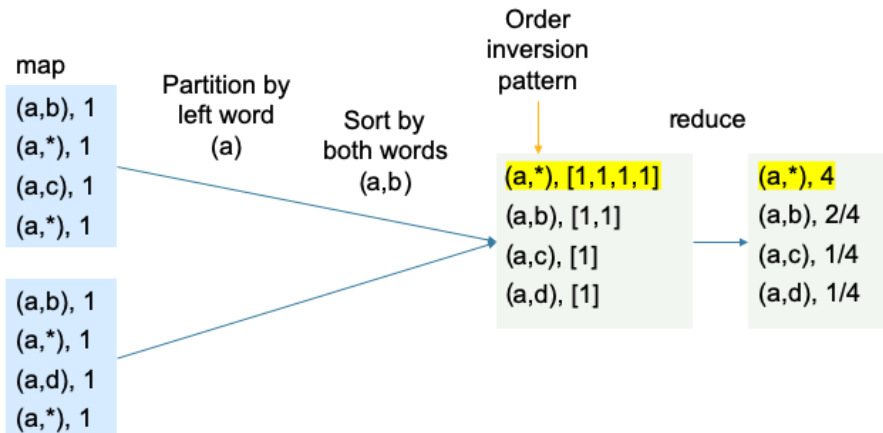 map
(a,b), 1
(a,*), 1
(a,c), 1
(a,*), 1
(a,b), 1
(a,*), 1
(a,d), 1
(a,*), 1
Partition by
left word
(a)
Sort by
both words
(a,b)
Order
inversion
pattern
(a,*), [1,1,1,1]
(a,b), [1,1]
(a,c), [1]
(a,d), [1]
reduce
(a,*), 4
(a,b), 2/4
(a,c), 1/4
(a,d), 1/4